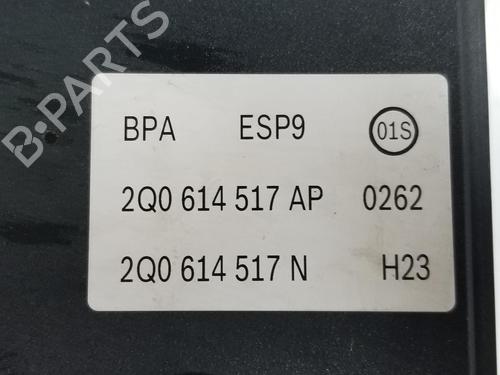 B-PARTS
BPA ESP9 01S
2Q0 614 517 AP 0262
2Q0 614 517 N H23